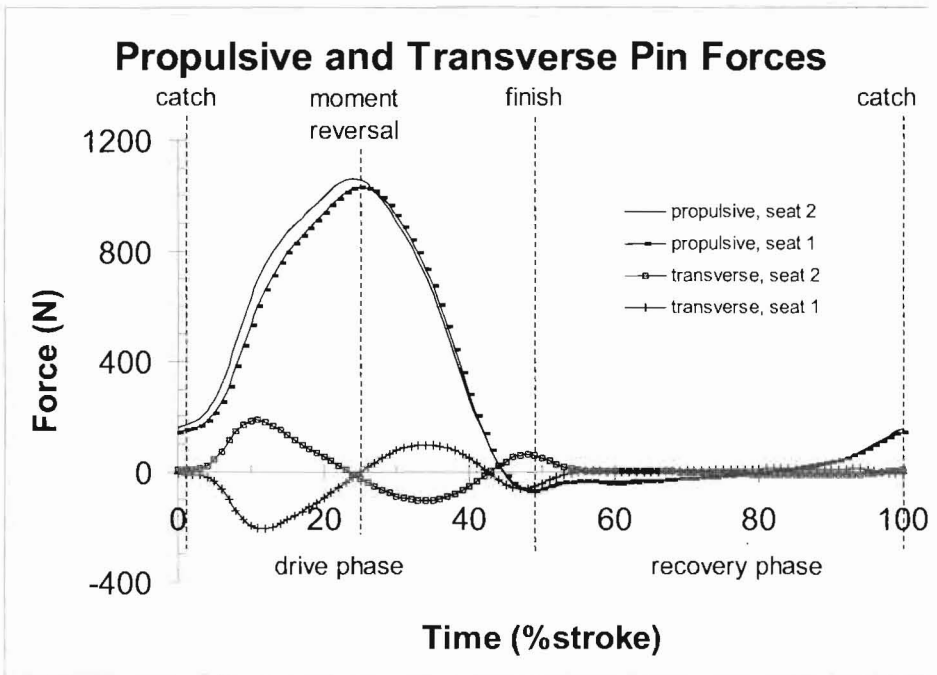 Propulsive and Transverse Pin Forces
catch moment finish catch
reversal
1200
800
400
0
-400
Force (N)
propulsive, seat 2
propulsive, seat 1
transverse, seat 2
transverse, seat 1
0 20 40 60 80 100
drive phase recovery phase
Time (%stroke)